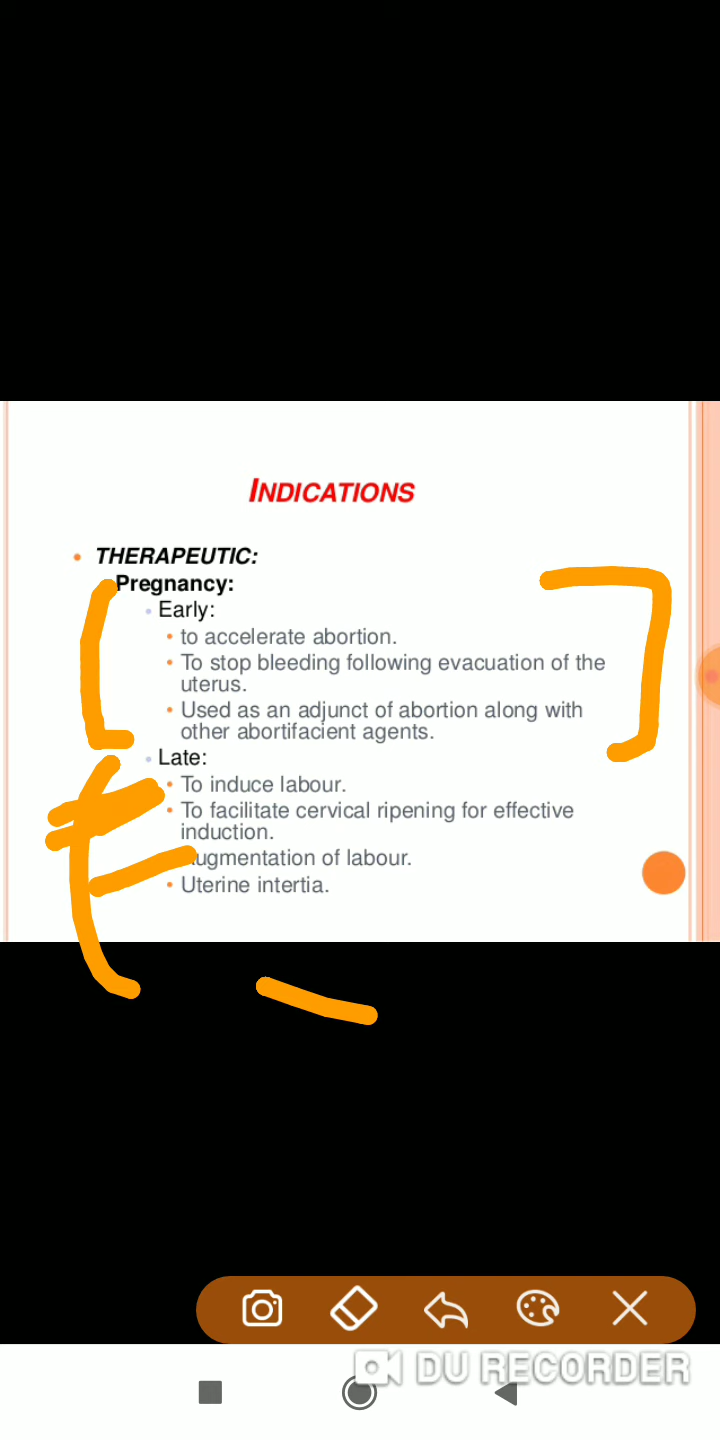 INDICATIONS
• THERAPEUTIC:
Pregnancy:
• Early:
• to accelerate abortion.
• To stop bleeding following evacuation of the
uterus.
• Used as an adjunct of abortion along with
other abortifacient agents.
• Late:
• To induce labour.
• To facilitate cervical ripening for effective
induction.
ugmentation of labour.
• Uterine intertia.
DU RECORDER